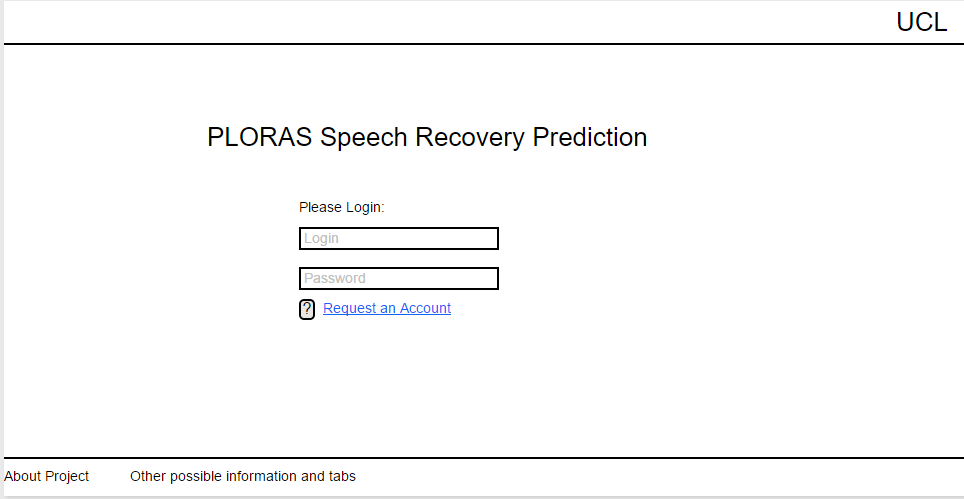 UCL
PLORAS Speech Recovery Prediction
Please Login:
Login
Password
? Request an Account
About Project Other possible information and tabs